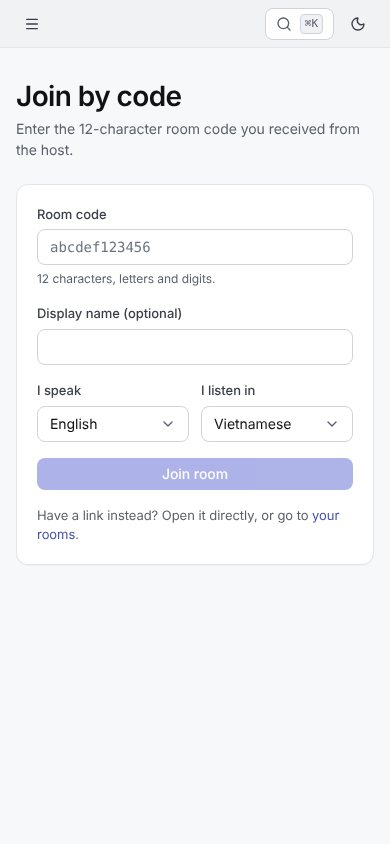 ⌘K
Join by code
Enter the 12-character room code you received from
the host.
Room code
abcdef123456
12 characters, letters and digits.
Display name (optional)
I speak
I listen in
English
Vietnamese
Join room
Have a link instead? Open it directly, or go to your
rooms.